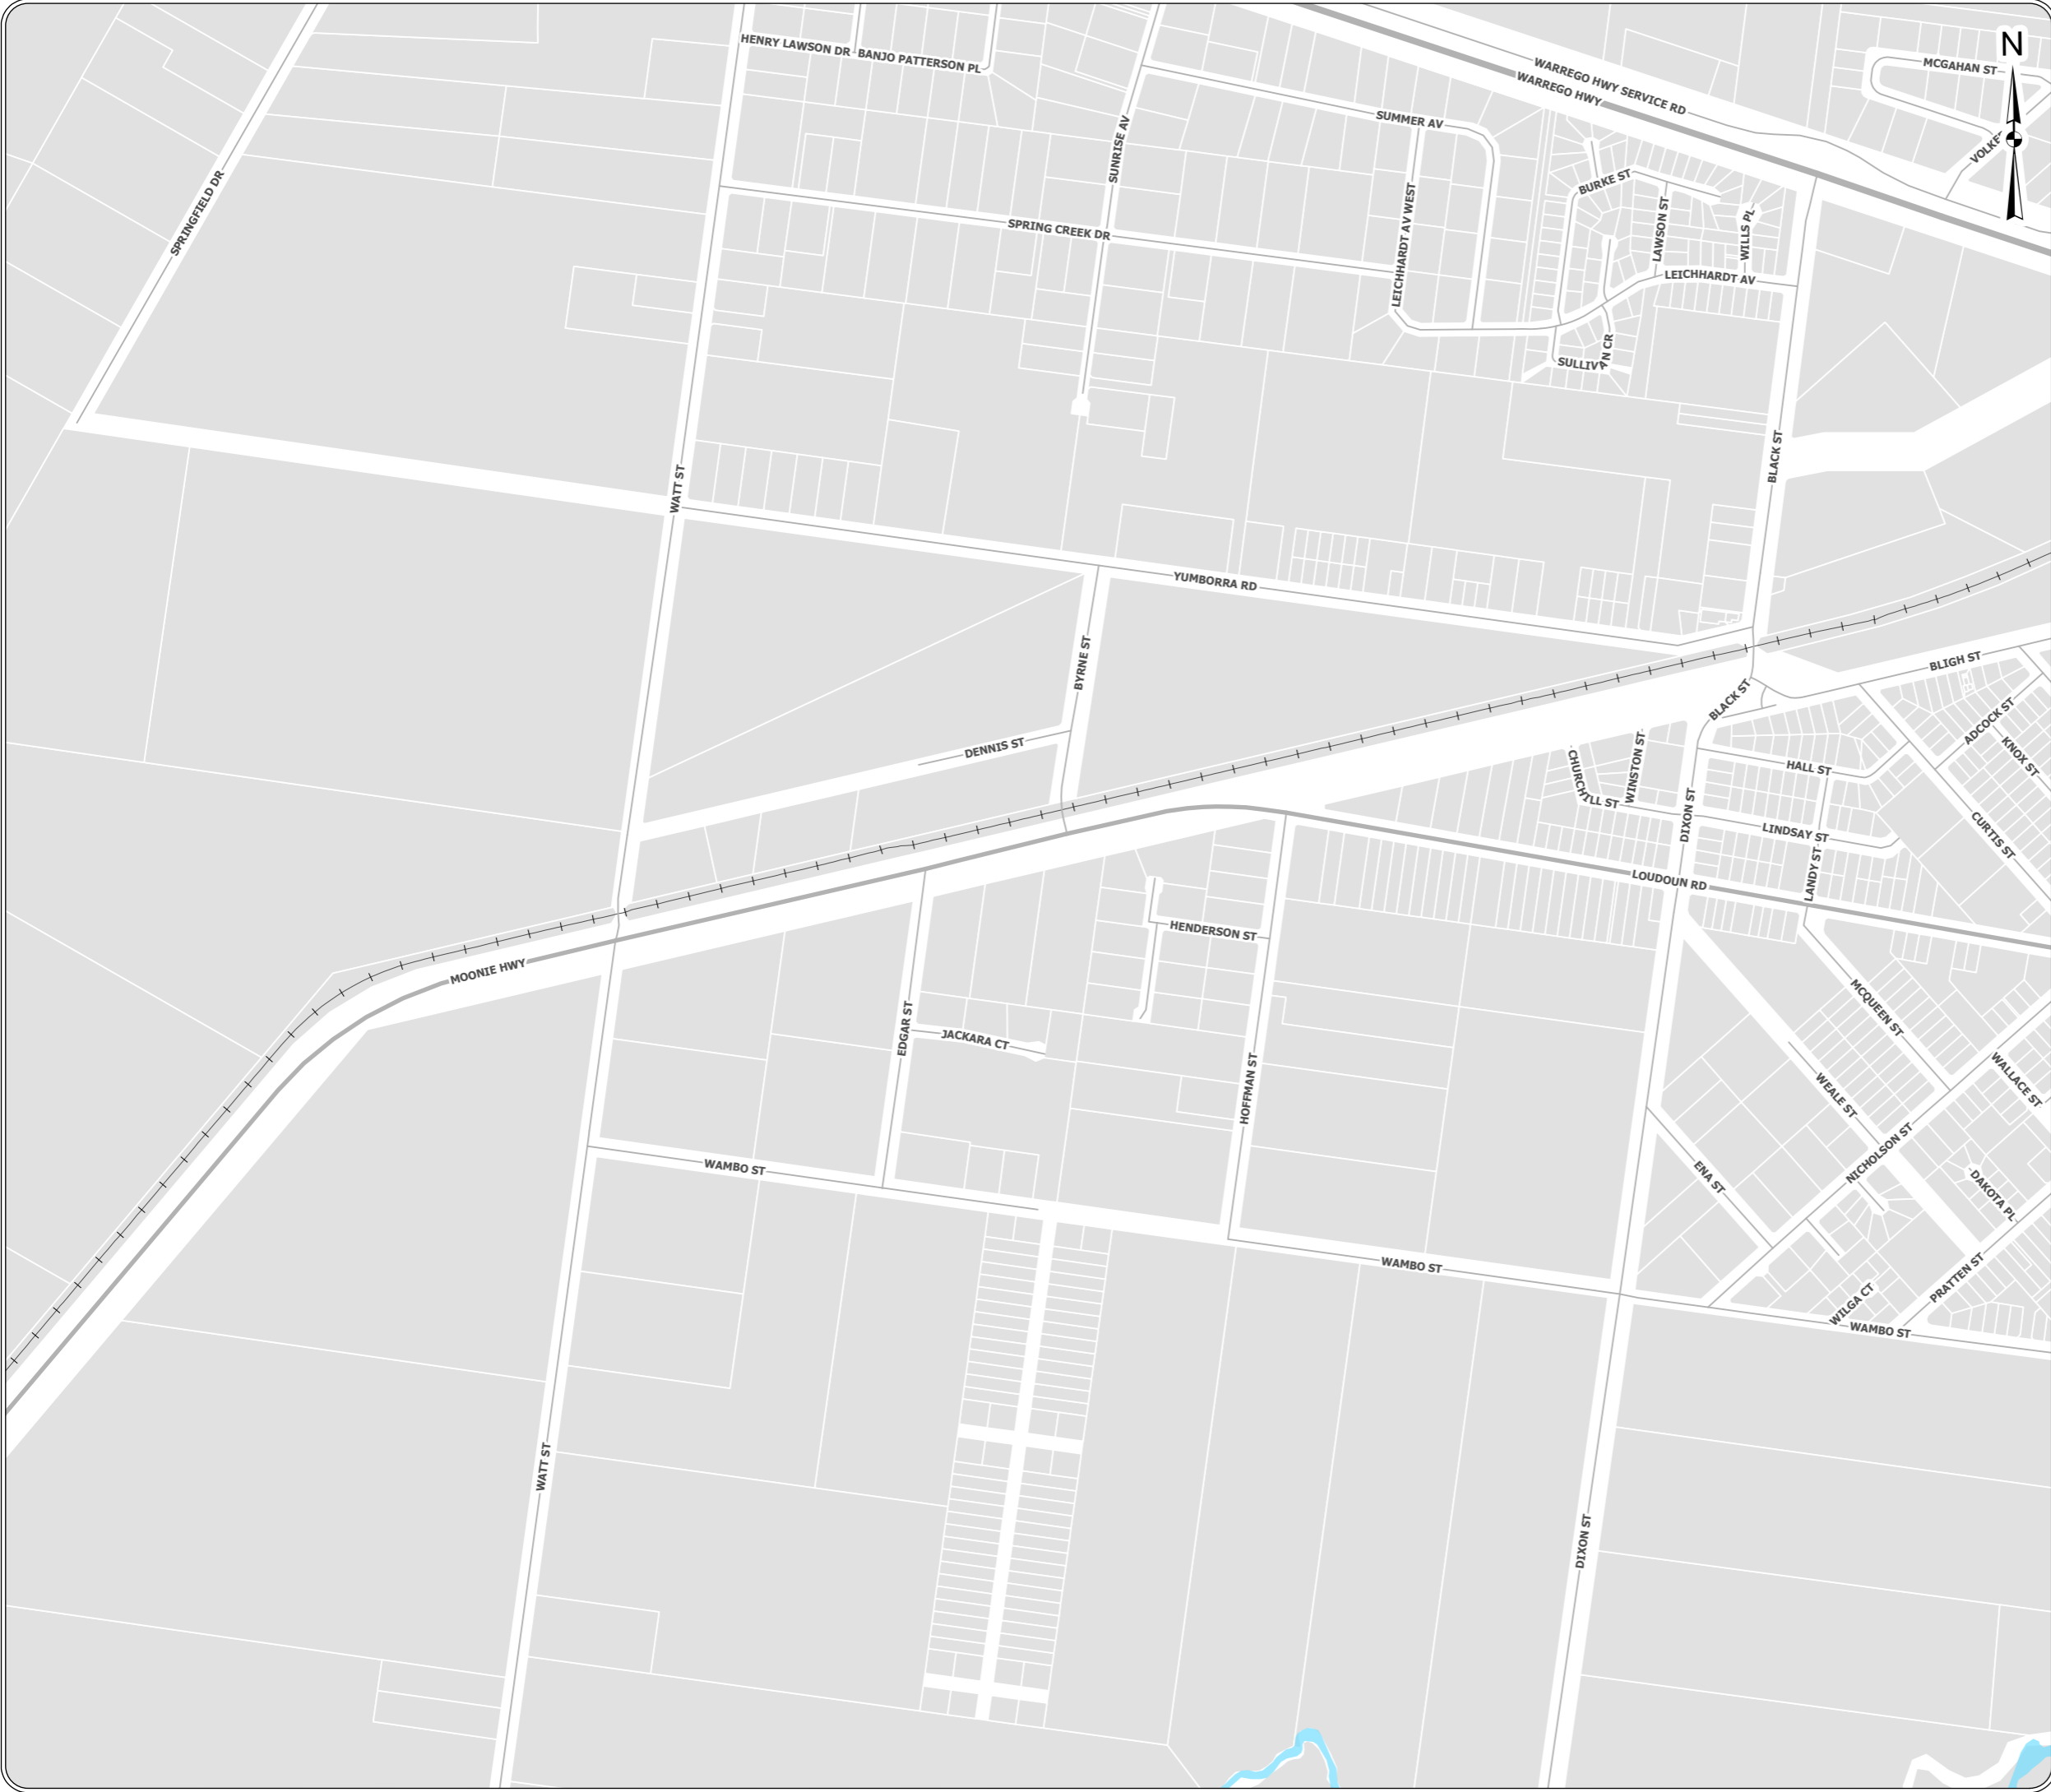 N
HENRY LAWSON DR
BANJO PATTERSON PL
WARREGO HWY SERVICE RD
WARREGO HWY
MCGAHAN ST
SUMMER AV
SUNRISE AV
SPRINGFIELD DR
BURKE ST
LAWSON ST
WILLS PL
LEICHHARDT AV WEST
SPRING CREEK DR
LEICHHARDT AV
BLACK ST
WATT ST
YUMBORRA RD
BYRNE ST
DENNIS ST
BLIGH ST
BLACK ST
ADCOCK ST
KNOX ST
HALL ST
CHURCHILL ST
WINSTON ST
DIXON ST
LINDSAY ST
CURTIS ST
LANDY ST
LOUDOUN RD
HENDERSON ST
MOONIE HWY
EDGAR ST
JACKARA CT
HOFFMAN ST
MCQUEEN ST
WALLACE ST
WEALE ST
NICHOLSON ST
ENA ST
DAKOTA PL
WAMBO ST
WAMBO ST
PRATTEN ST
WILGA CT
WAMBO ST
WATT ST
DIXON ST